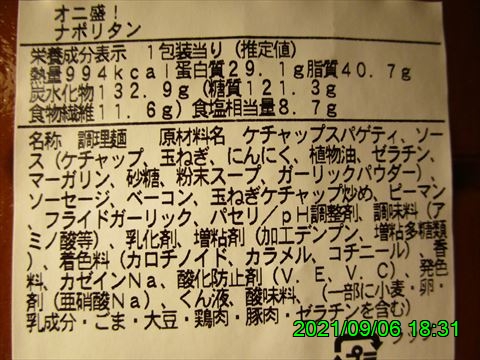 オニ盛!
ナポリタン
栄養成分表示 1包装当り(推定値)
熱量994kcal蛋白質29.1g脂質40.7g
炭水化物132.9g(糖質121.3g
食物繊維11.6g)食塩相当量8.7g
名称 調理麺 原材料名 ケチャップスパゲティ、ソー
ス(ケチャップ、玉ねぎ、にんにく、植物油、ゼラチン、
マーガリン、砂糖、粉末スープ、ガーリックパウダー)、
ソーセージ、ベーコン、玉ねぎケチャップ炒め、ピーマン
、フライドガーリック、パセリ/pH調整剤、調味料(ア
ミノ酸等)、乳化剤、増粘剤(加工デンプン、増粘多糖類
)、着色料(カロチノイド、カラメル、コチニール)、香
料、カゼインNa、酸化防止剤(V.E、V.C)、発色
剤(亜硝酸Na)、くん液、酸味料、(一部に小麦・卵・
乳成分・ごま・大豆・鶏肉・豚肉・ゼラチンを含む)
2021/09/06 18:31